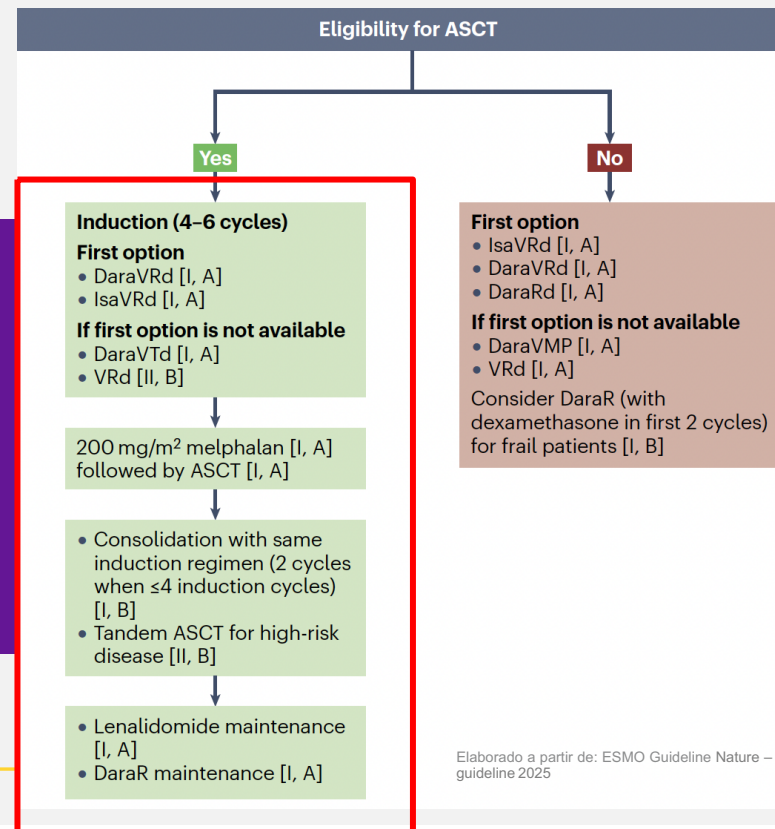 Eligibility for ASCT
Yes
No
Induction (4–6 cycles)
First option
• DaraVRd [I, A]
• IsaVRd [I, A]
If first option is not available
• DaraVTd [I, A]
• VRd [II, B]
200 mg/m² melphalan [I, A]
followed by ASCT [I, A]
• Consolidation with same
induction regimen (2 cycles
when ≤4 induction cycles)
[I, B]
• Tandem ASCT for high-risk
disease [II, B]
• Lenalidomide maintenance
[I, A]
• DaraR maintenance [I, A]
First option
• IsaVRd [I, A]
• DaraVRd [I, A]
• DaraRd [I, A]
If first option is not available
• DaraVMP [I, A]
• VRd [I, A]
Consider DaraR (with
dexamethasone in first 2 cycles)
for frail patients [I, B]
Elaborado a partir de: ESMO Guideline Nature –
guideline 2025